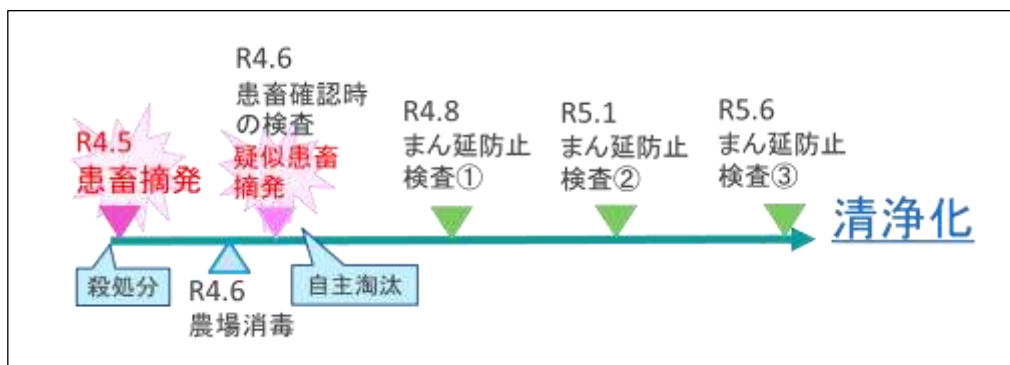 R4.5
患畜摘発
殺処分
R4.6
農場消毒
R4.6
患畜確認時
の検査
疑似患畜
摘発
自主淘汰
R4.8
まん延防止
検査①
R5.1
まん延防止
検査②
R5.6
まん延防止
検査③
清浄化